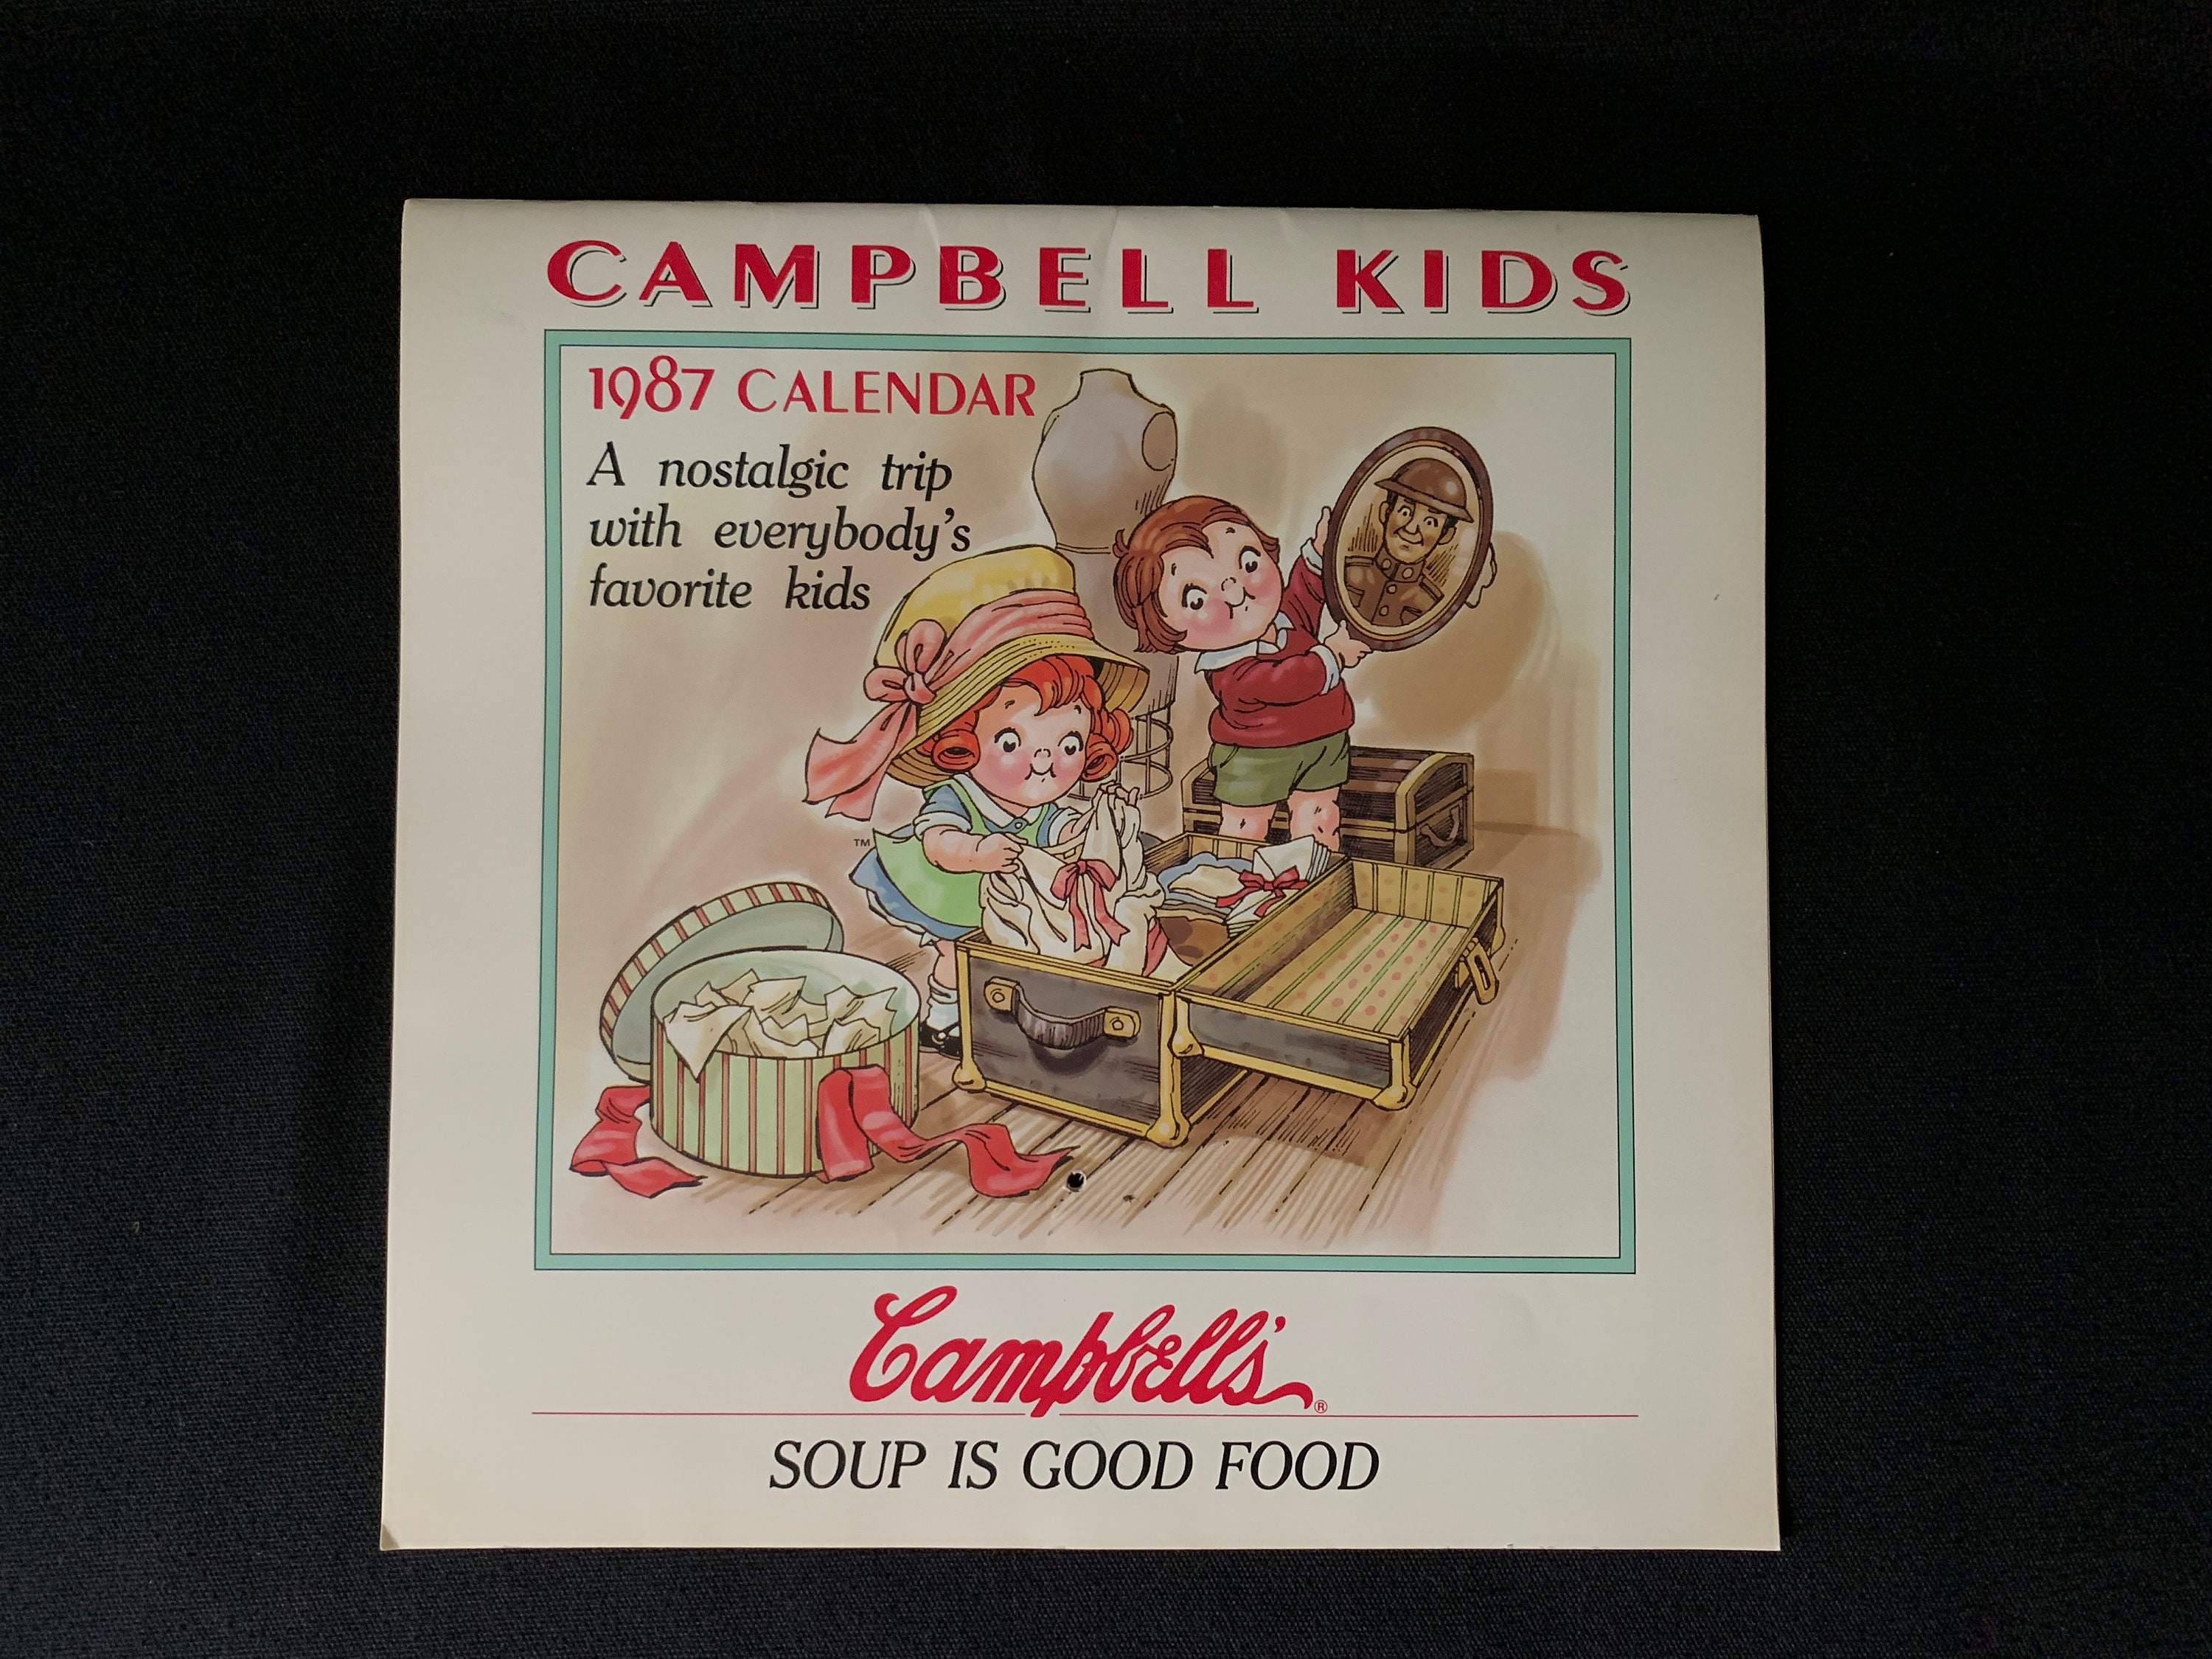 CAMPBELL KIDS
1987 CALENDAR
A nostalgic trip
with everybody's
favorite kids
TM
Campbell's®
SOUP IS GOOD FOOD